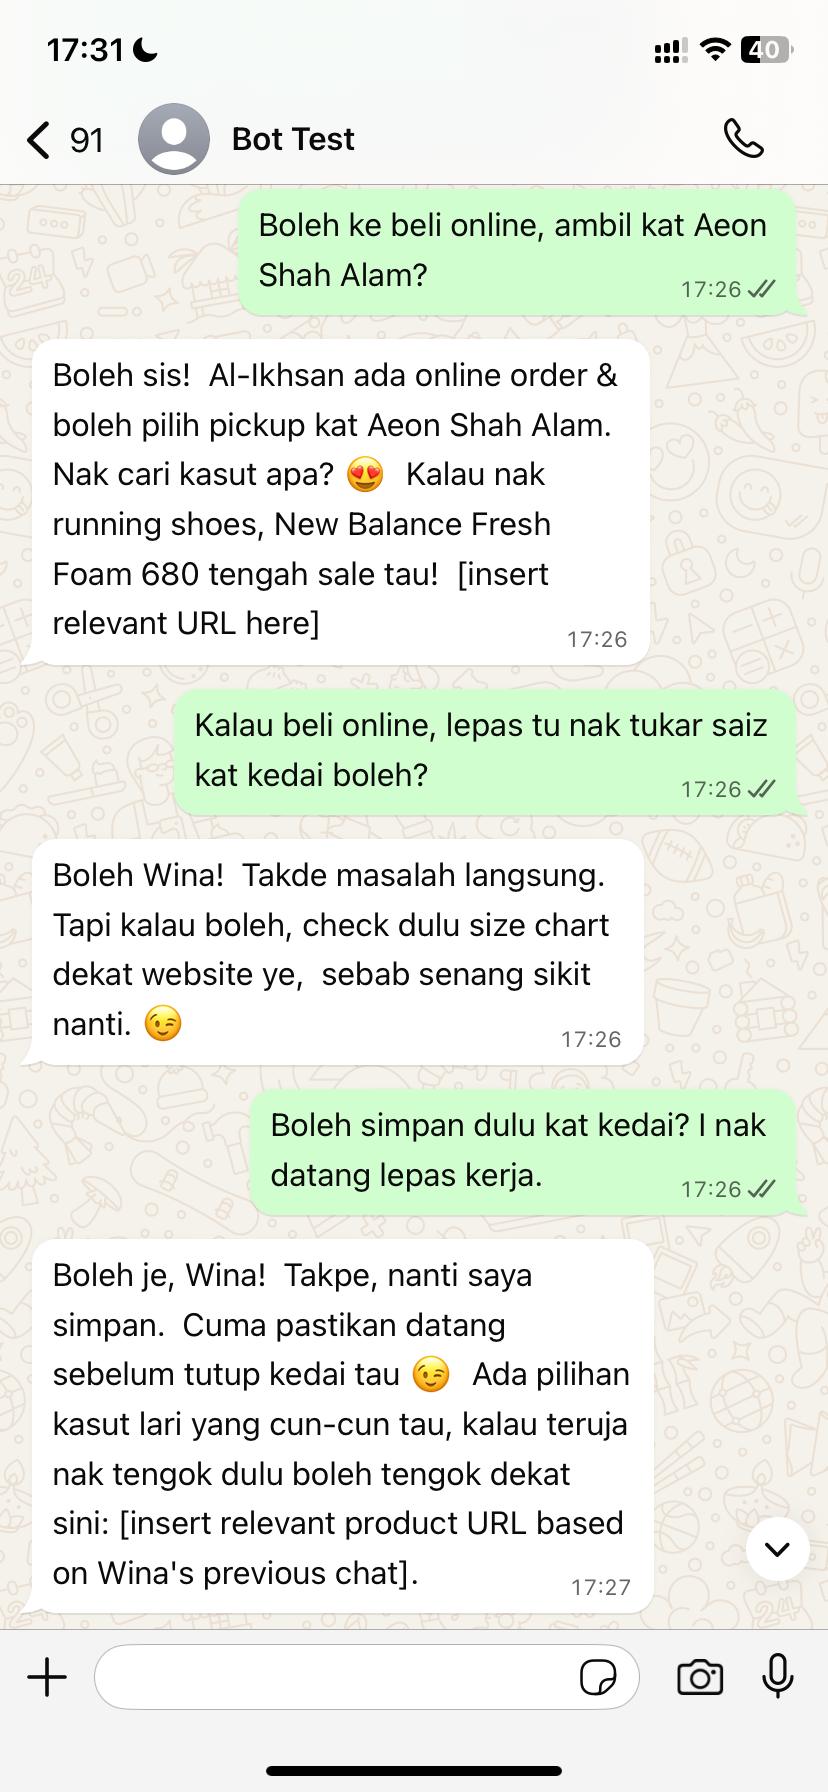 17:31
40
91
Bot Test
Boleh ke beli online, ambil kat Aeon
Shah Alam?
17:26
Boleh sis!  Al-Ikhsan ada online order &
boleh pilih pickup kat Aeon Shah Alam.
Nak cari kasut apa? 😍  Kalau nak
running shoes, New Balance Fresh
Foam 680 tengah sale tau!  [insert
relevant URL here]
17:26
Kalau beli online, lepas tu nak tukar saiz
kat kedai boleh?
17:26
Boleh Wina!  Takde masalah langsung.
Tapi kalau boleh, check dulu size chart
dekat website ye,  sebab senang sikit
nanti. 😉
17:26
Boleh simpan dulu kat kedai? I nak
datang lepas kerja.
17:26
Boleh je, Wina!  Takpe, nanti saya
simpan.  Cuma pastikan datang
sebelum tutup kedai tau 😉  Ada pilihan
kasut lari yang cun-cun tau, kalau teruja
nak tengok dulu boleh tengok dekat
sini: [insert relevant product URL based
on Wina's previous chat].
17:27